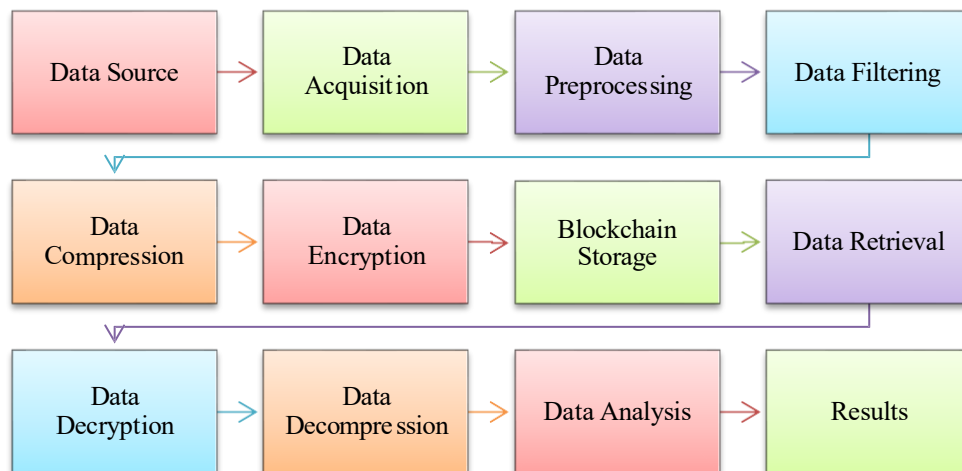 Data Source
Data
Acquisition
Data
Preprocessing
Data Filtering
Data
Compression
Data
Encryption
Blockchain
Storage
Data Retrieval
Data
Decryption
Data
Decompression
Data Analysis
Results